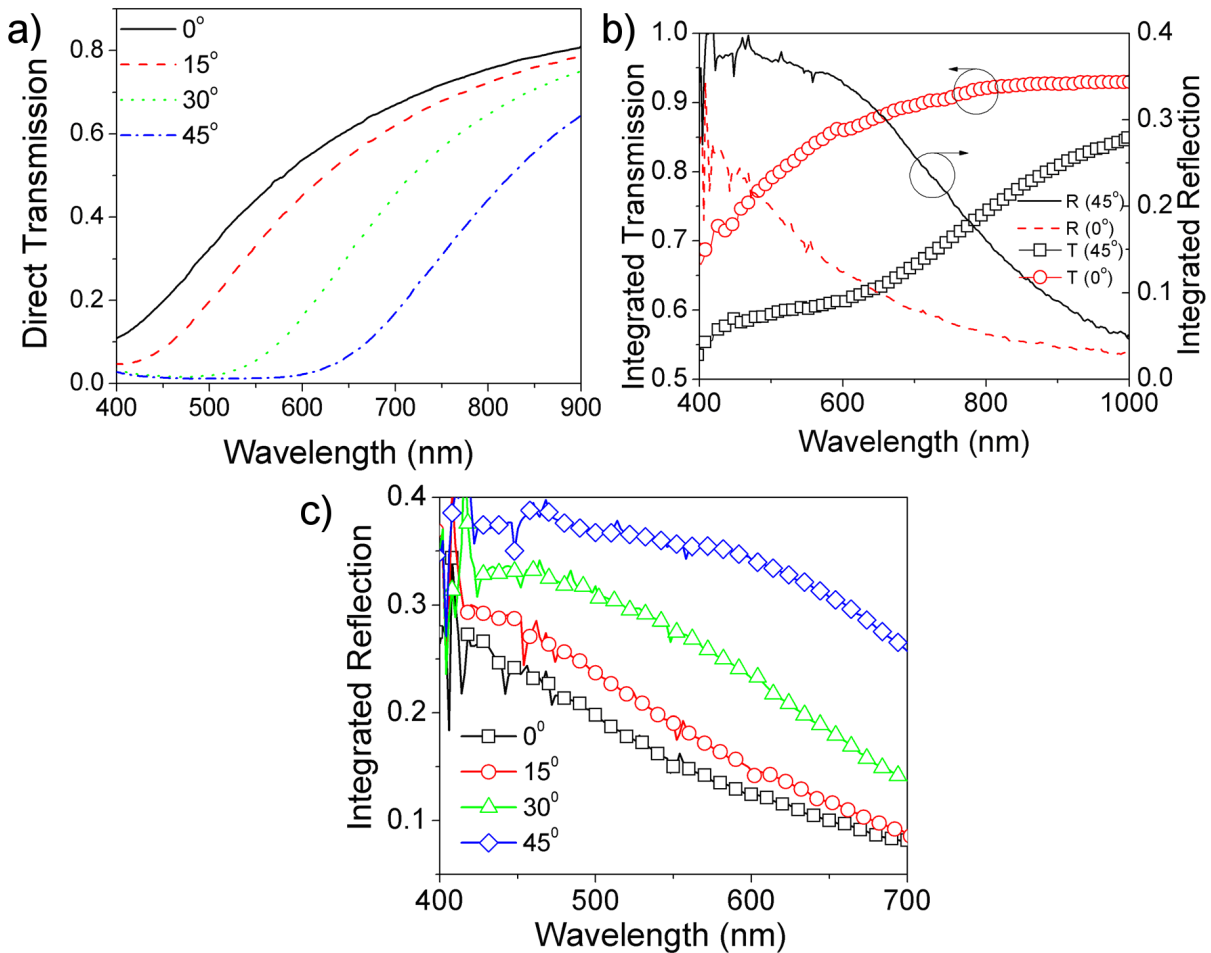 a)
0°
15°
30°
45°
0.8
0.6
0.4
0.2
0.0
400 500 600 700 800 900
Direct Transmission
Wavelength (nm)
b)
1.0
0.9
0.8
0.7
0.6
0.5
0.4
0.3
0.2
0.1
0.0
R (45°)
R (0°)
T (45°)
T (0°)
400 600 800 1000
Integrated Transmission
Integrated Reflection
Wavelength (nm)
c)
0.4
0.3
0.2
0.1
0⁰
15⁰
30⁰
45⁰
400 500 600 700
Integrated Reflection
Wavelength (nm)